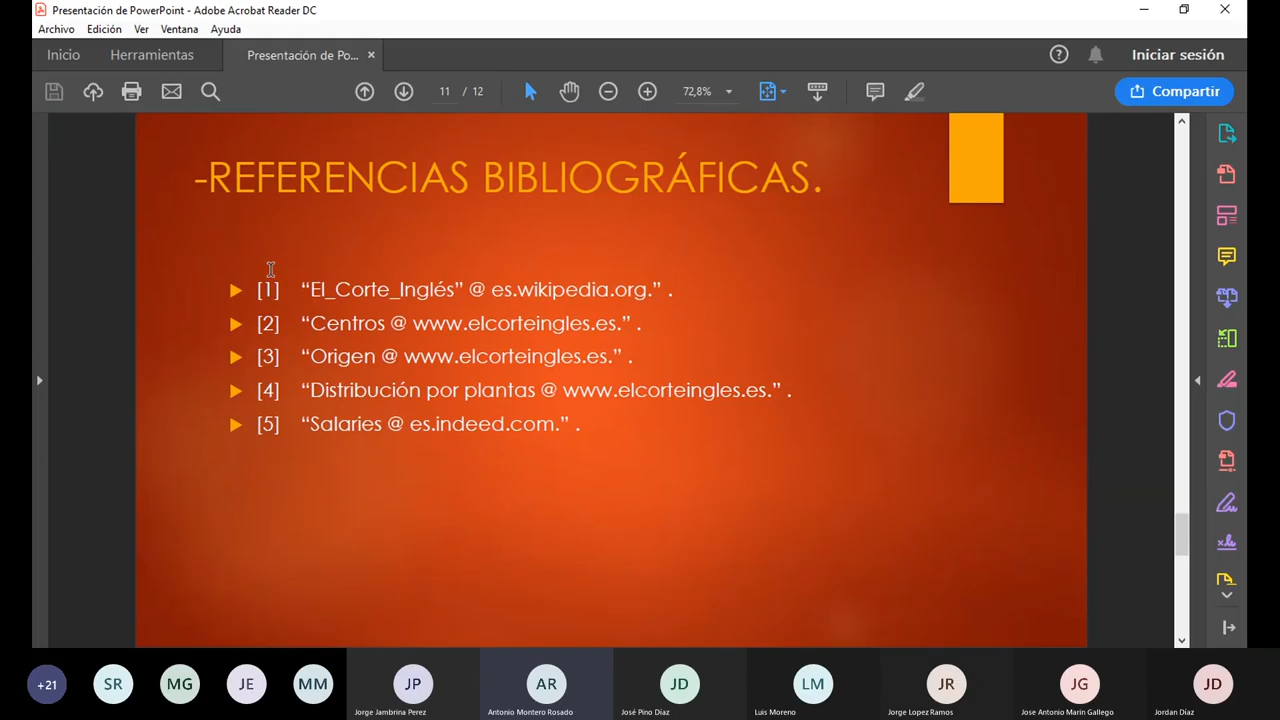 Presentación de PowerPoint - Adobe Acrobat Reader DC
Archivo Edición Ver Ventana Ayuda
Inicio Herramientas Presentación de Po... × Iniciar sesión
11 / 12 72,8% Compartir
-REFERENCIAS BIBLIOGRÁFICAS.
[1] “El_Corte_Inglés” @ es.wikipedia.org.” .
[2] “Centros @ www.elcorteingles.es.” .
[3] “Origen @ www.elcorteingles.es.” .
[4] “Distribución por plantas @ www.elcorteingles.es.” .
[5] “Salaries @ es.indeed.com.” .
+21 SR MG JE MM JP AR JD LM JR JG JD
Jorge Jambrina Perez Antonio Montero Rosado José Pino Díaz Luis Moreno Jorge Lopez Ramos Jose Antonio Marin Gallego Jordan Díaz